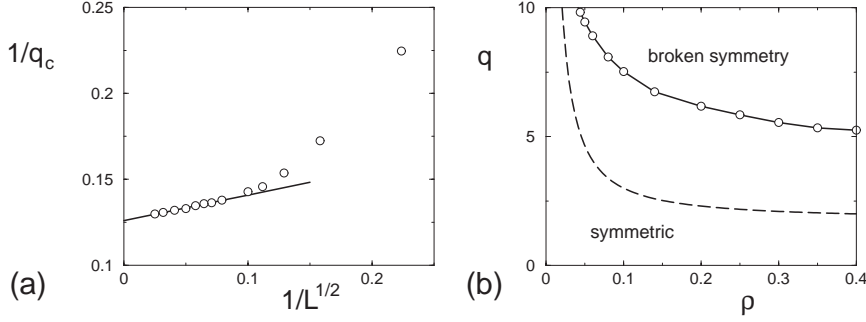 0.25
1/q_c
0.2
0.15
0.1
0
0.1
0.2
1/L^{1/2}
(a)
10
q
broken symmetry
5
symmetric
0
0
0.1
0.2
0.3
0.4
ρ
(b)